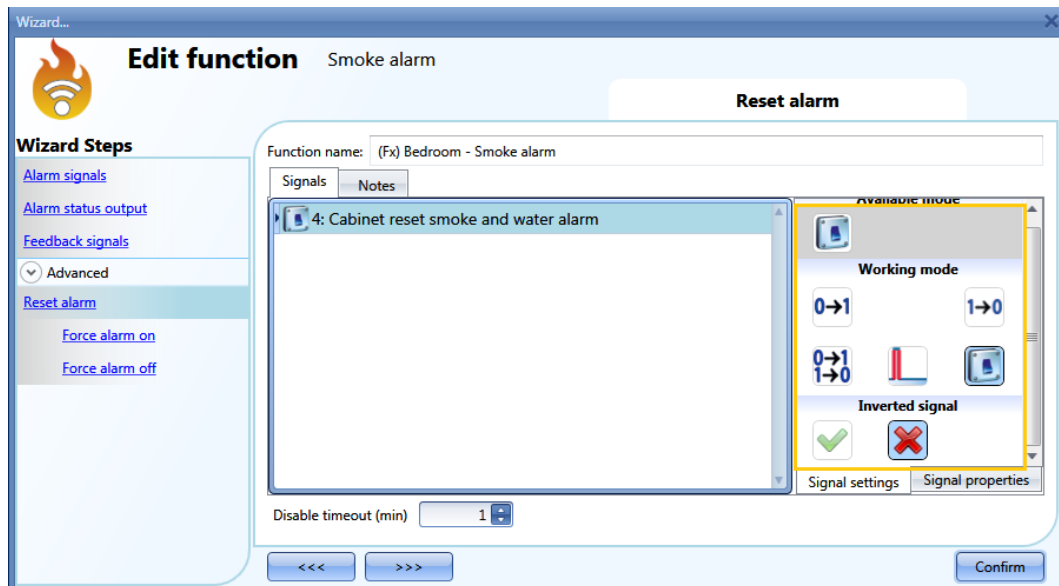 Wizard...
Edit function Smoke alarm
Reset alarm
Wizard Steps
Alarm signals
Alarm status output
Feedback signals
Advanced
Reset alarm
Force alarm on
Force alarm off
Function name: (Fx) Bedroom - Smoke alarm
Signals Notes
4: Cabinet reset smoke and water alarm
Available mode
Working mode
0→1 1→0
0→1
1→0
Inverted signal
Signal settings Signal properties
Disable timeout (min) 1
<<< >>> Confirm